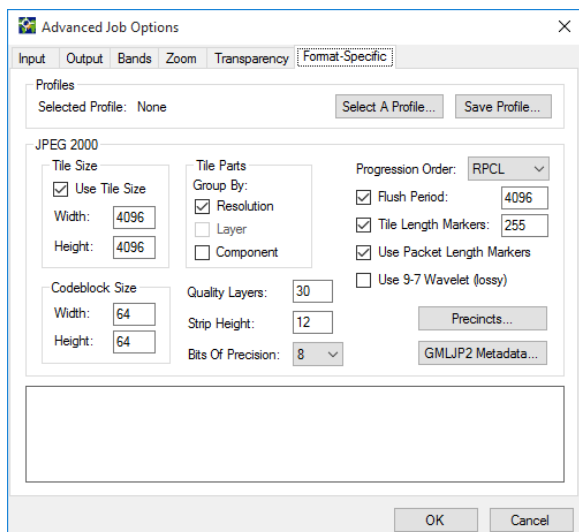 Advanced Job Options
Input Output Bands Zoom Transparency Format-Specific
Profiles
Selected Profile: None Select A Profile... Save Profile...
JPEG 2000
Tile Size
Use Tile Size
Width: 4096
Height: 4096
Tile Parts
Group By:
Resolution
Layer
Component
Progression Order: RPCL
Flush Period: 4096
Tile Length Markers: 255
Use Packet Length Markers
Use 9-7 Wavelet (lossy)
Codeblock Size
Width: 64
Height: 64
Quality Layers: 30
Strip Height: 12
Bits Of Precision: 8
Precincts...
GMLJP2 Metadata...
OK Cancel